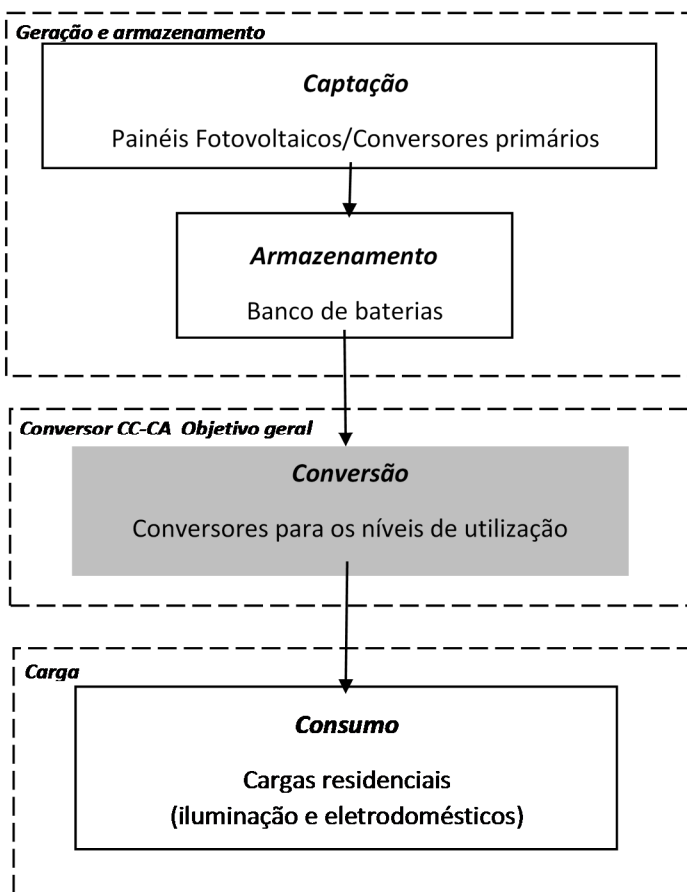 Geração e armazenamento
Captação
Painéis Fotovoltaicos/Conversores primários
Armazenamento
Banco de baterias
Conversor CC-CA Objetivo geral
Conversão
Conversores para os níveis de utilização
Carga
Consumo
Cargas residenciais
(iluminação e eletrodomésticos)